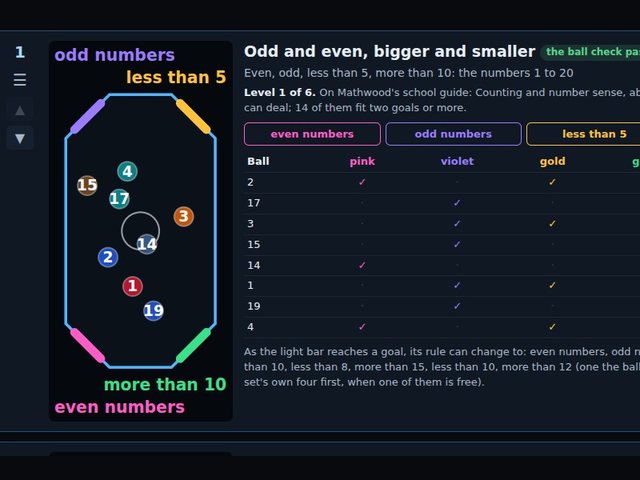 1
☰
▲
▼
odd numbers
less than 5
4
15
17
3
14
2
1
19
more than 10
even numbers
Odd and even, bigger and smaller
the ball check pa
Even, odd, less than 5, more than 10: the numbers 1 to 20
Level 1 of 6. On Mathwood's school guide: Counting and number sense, ab
can deal; 14 of them fit two goals or more.
even numbers odd numbers less than 5
Ball pink violet gold g
2 ✓ · ✓
17 · ✓ ·
3 · ✓ ✓
15 · ✓ ·
14 ✓ · ·
1 · ✓ ✓
19 · ✓ ·
4 ✓ · ✓
As the light bar reaches a goal, its rule can change to: even numbers, odd n
than 10, less than 8, more than 15, less than 10, more than 12 (one the ball
set's own four first, when one of them is free).